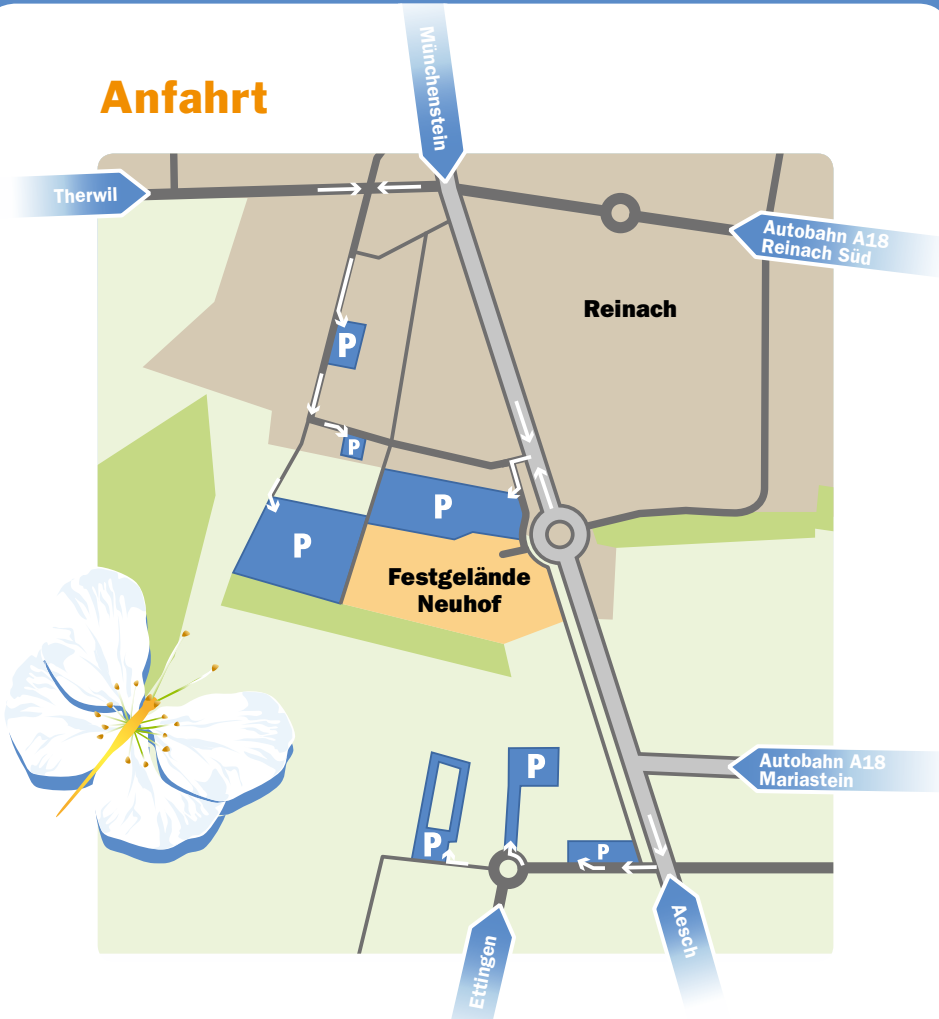 Münchenstein
Anfahrt
Therwil
Autobahn A18
Reinach Süd
Reinach
P
P
P
P
Festgelände
Neuhof
Autobahn A18
Mariastein
P
P
P
Aesch
Ettingen